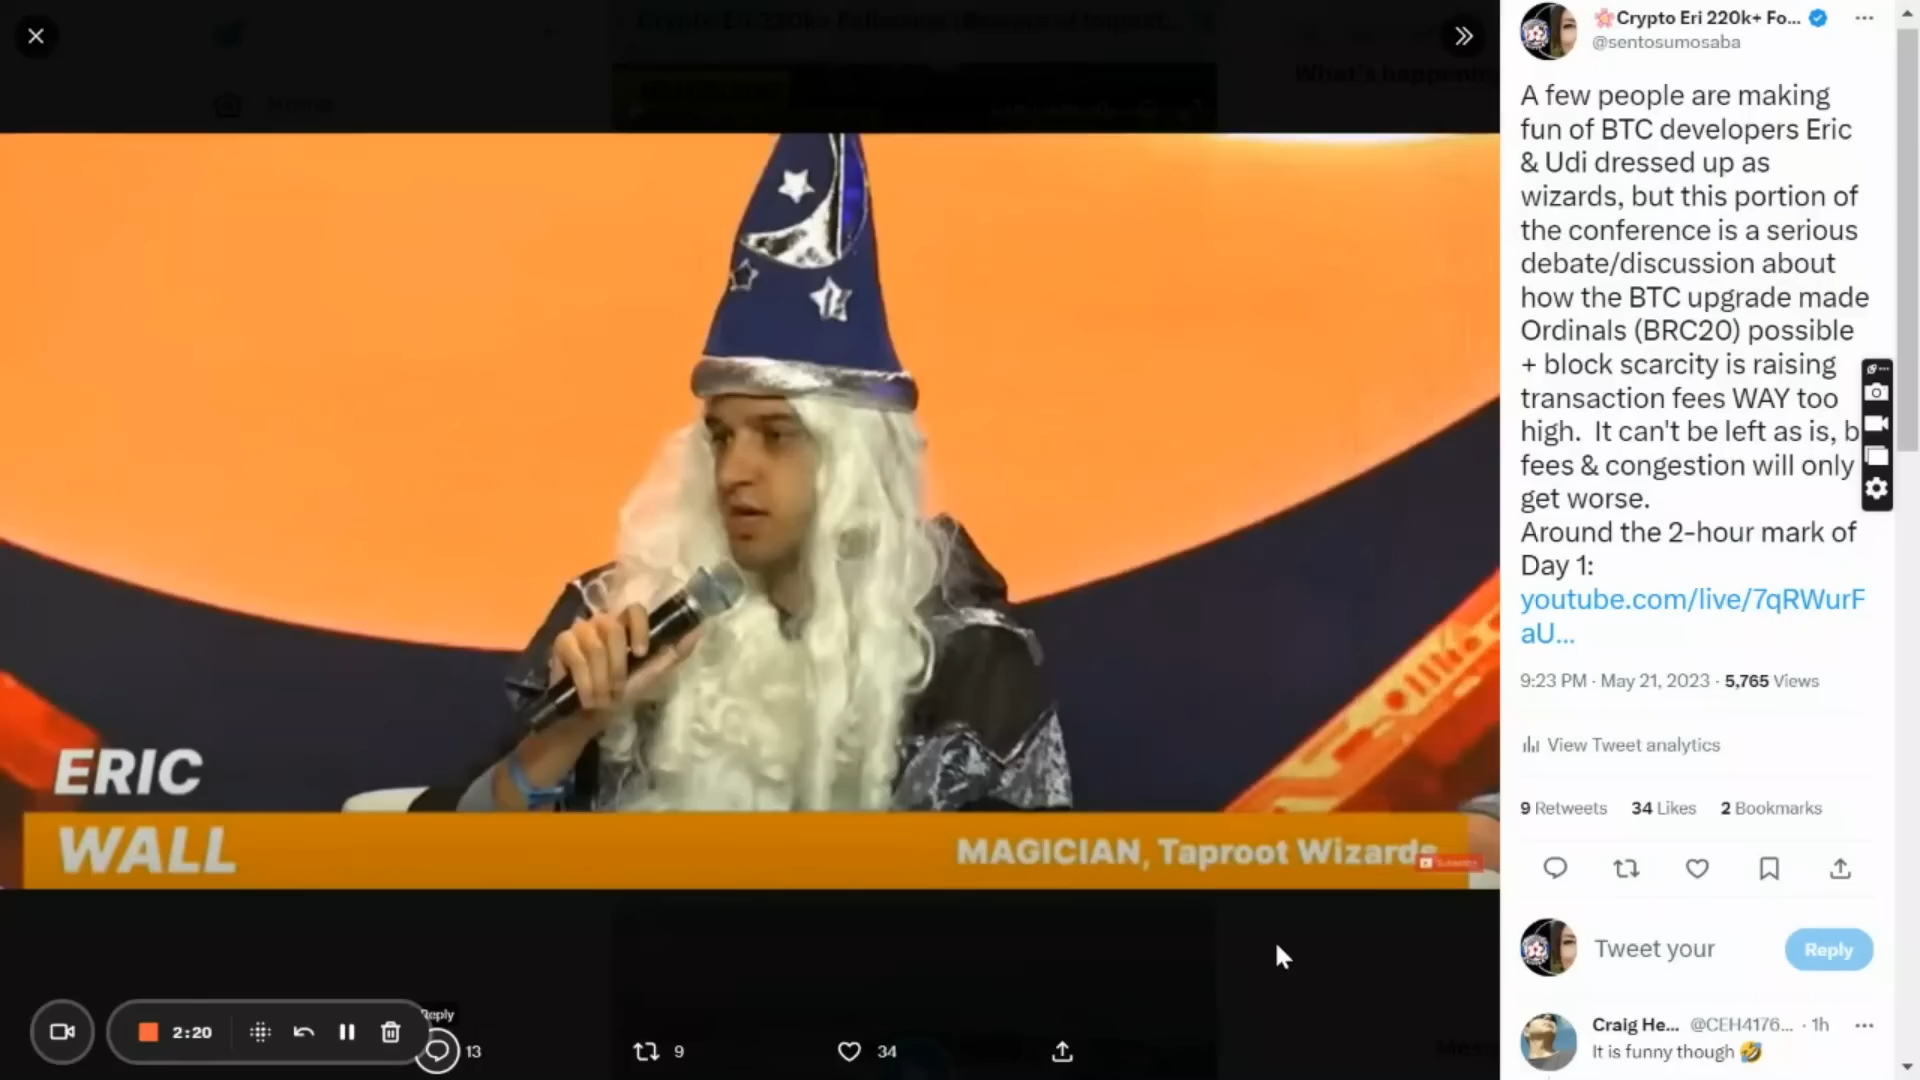 Crypto Eri 220k+ Fo...
@sentosumosaba
A few people are making
fun of BTC developers Eric
& Udi dressed up as
wizards, but this portion of
the conference is a serious
debate/discussion about
how the BTC upgrade made
Ordinals (BRC20) possible
+ block scarcity is raising
transaction fees WAY too
high. It can't be left as is, b
fees & congestion will only
get worse.
Around the 2-hour mark of
Day 1:
youtube.com/live/7qRWurF
aU...
9:23 PM · May 21, 2023 · 5,765 Views
View Tweet analytics
9 Retweets 34 Likes 2 Bookmarks
Tweet your
Reply
Craig He... @CEH4176... · 1h
It is funny though
What's happening
Home
ERIC
WALL
MAGICIAN, Taproot Wizards
2:20
Reply
13
9
34